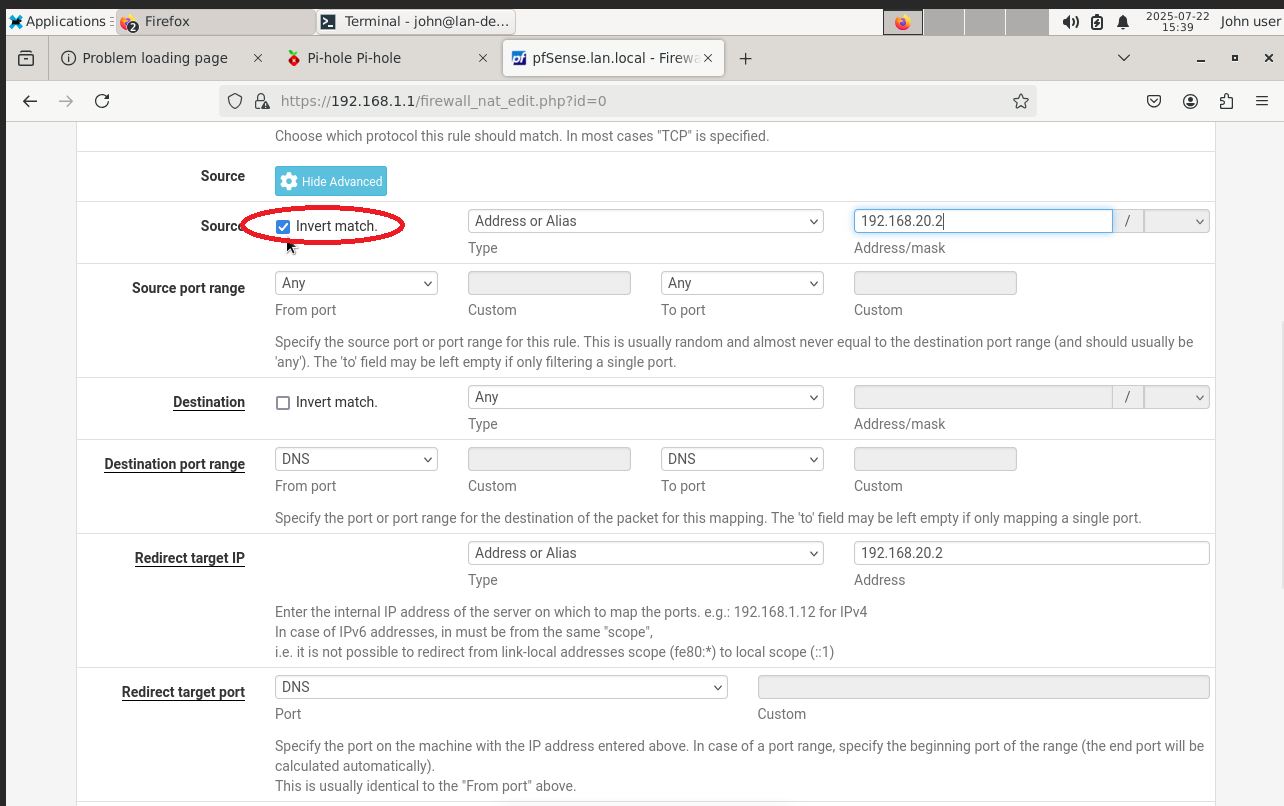 Applications
2 Firefox
Terminal - john@lan-de...
2025-07-22
15:39
John user
Problem loading page
Pi-hole Pi-hole
pf pfSense.lan.local - Firewa
https://192.168.1.1/firewall_nat_edit.php?id=0
Choose which protocol this rule should match. In most cases "TCP" is specified.
Source Hide Advanced
Source Invert match. Address or Alias 192.168.20.2 /
Type Address/mask
Source port range Any Any
From port Custom To port Custom
Specify the source port or port range for this rule. This is usually random and almost never equal to the destination port range (and should usually be
'any'). The 'to' field may be left empty if only filtering a single port.
Destination Invert match. Any /
Type Address/mask
Destination port range DNS DNS
From port Custom To port Custom
Specify the port or port range for the destination of the packet for this mapping. The 'to' field may be left empty if only mapping a single port.
Redirect target IP Address or Alias 192.168.20.2
Type Address
Enter the internal IP address of the server on which to map the ports. e.g.: 192.168.1.12 for IPv4
In case of IPv6 addresses, in must be from the same "scope",
i.e. it is not possible to redirect from link-local addresses scope (fe80:*) to local scope (::1)
Redirect target port DNS
Port Custom
Specify the port on the machine with the IP address entered above. In case of a port range, specify the beginning port of the range (the end port will be
calculated automatically).
This is usually identical to the "From port" above.